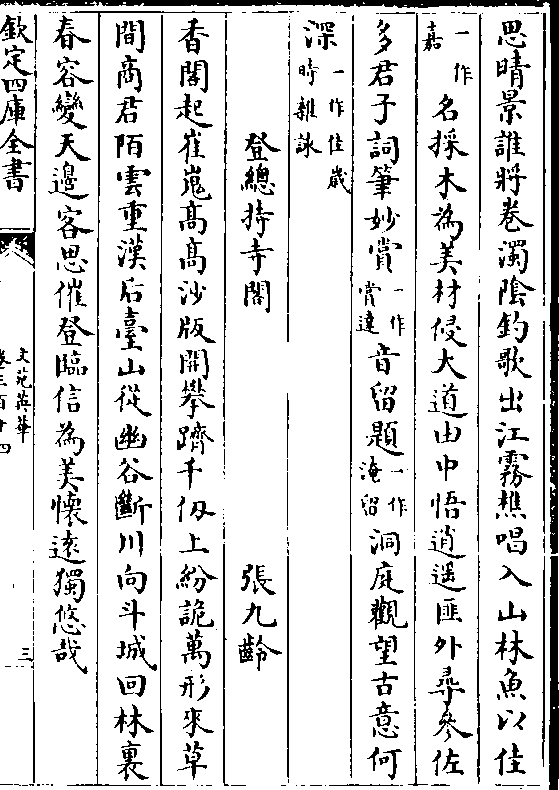 思晴景誰將卷濁陰釣歌出江霧樵唱入山林魚以佳
一作嘉名採木為美材侵大道由中悟逍遥匪外尋參佐
多君子詞筆妙賞一作賞達音留題一作淹留洞庭觀望古意何
深一作佳歲時雜詠
登總持寺閣　張九齡
香閣起崔嵬高高沙版開攀躋千仭上紛詭萬形來草
間商君陌雲重漢后臺山從幽谷斷川向斗城回林裏
春容變天邊客思催登臨信為美懷遠獨悠哉
欽定四庫全書
文苑英華
卷三百十四
三